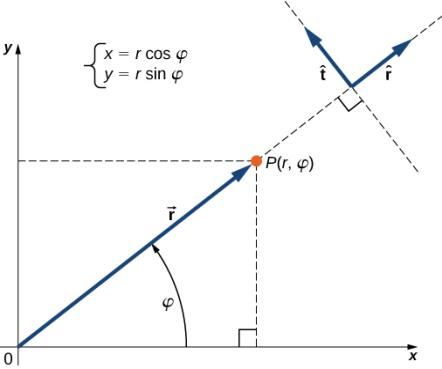 y
x = r cos φ
y = r sin φ
t̂
r̂
P(r, φ)
r⃗
φ
0
x